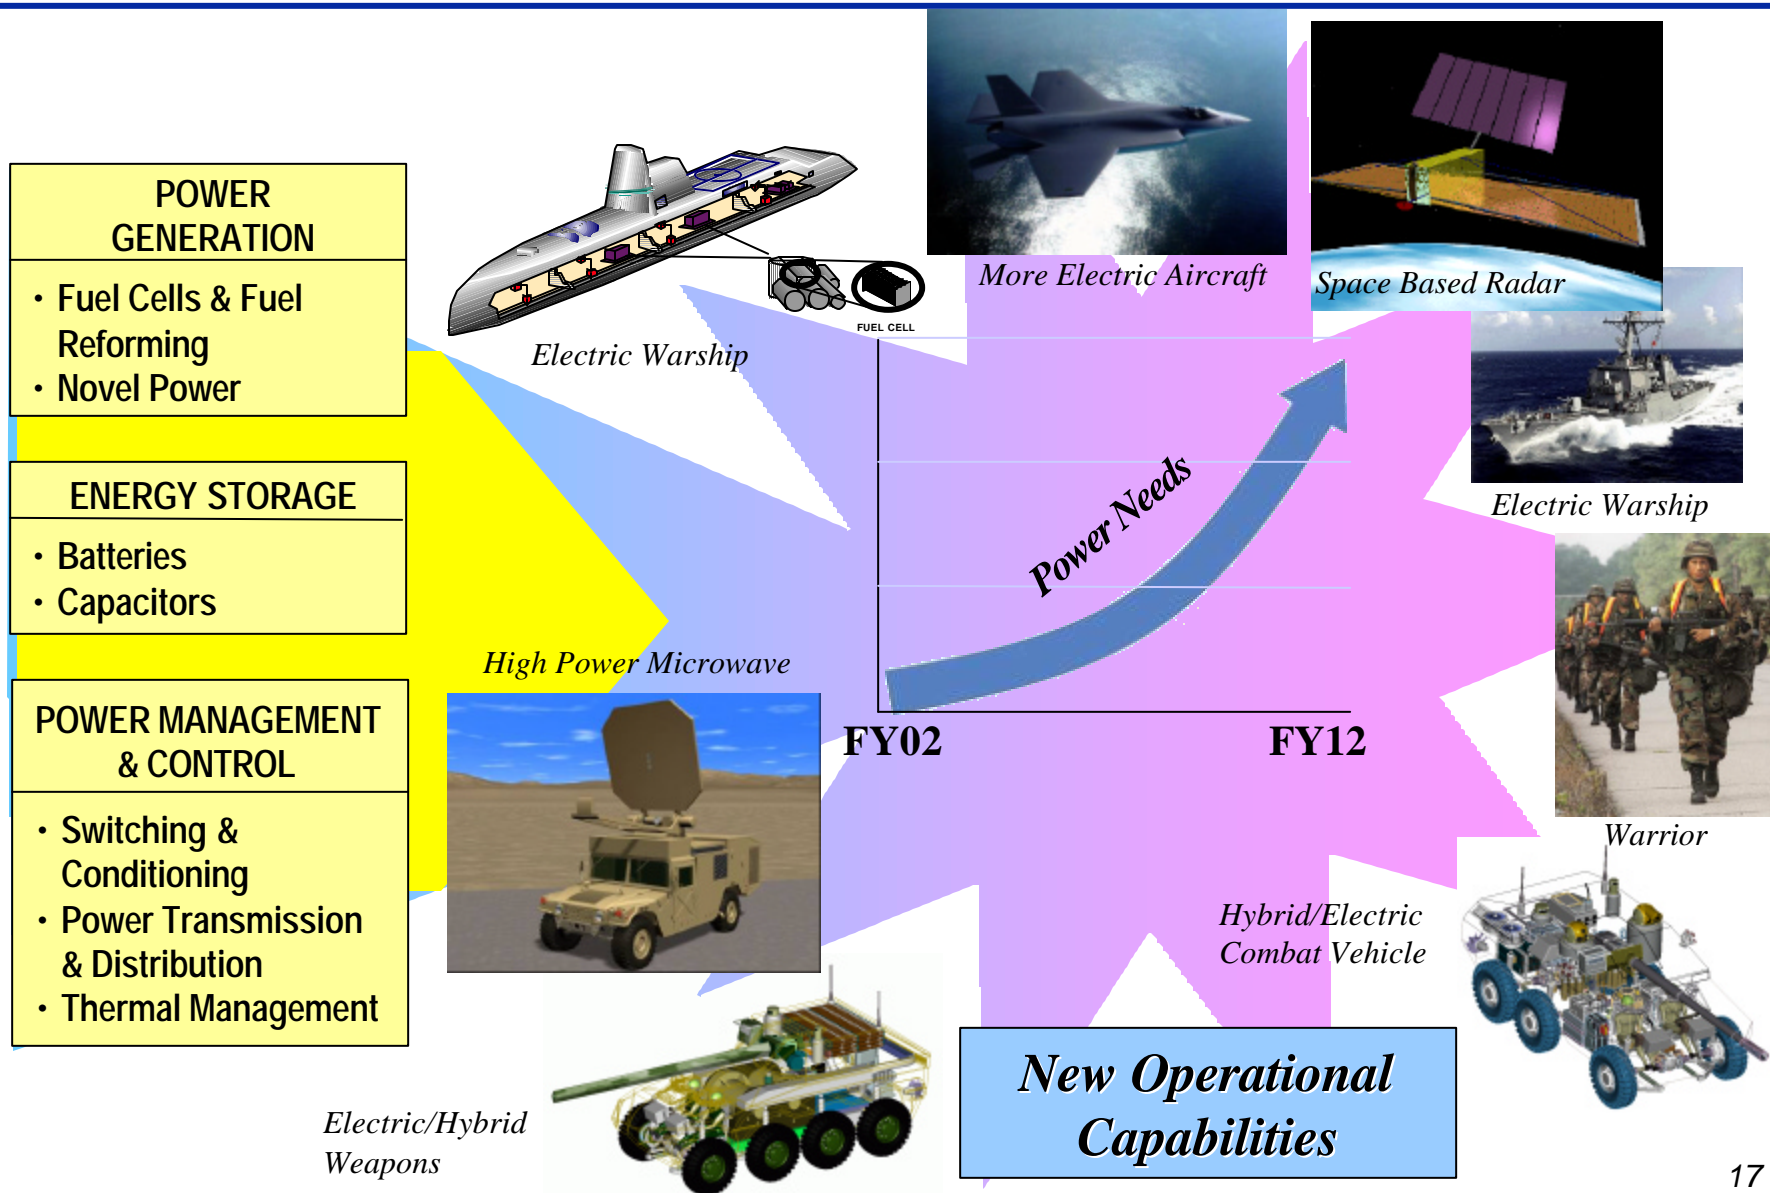 POWER
GENERATION
• Fuel Cells & Fuel
Reforming
• Novel Power
ENERGY STORAGE
• Batteries
• Capacitors
POWER MANAGEMENT
& CONTROL
• Switching &
Conditioning
• Power Transmission
& Distribution
• Thermal Management
FUEL CELL
Electric Warship
More Electric Aircraft
Space Based Radar
Electric Warship
Power Needs
FY02
FY12
High Power Microwave
Warrior
Hybrid/Electric
Combat Vehicle
Electric/Hybrid
Weapons
New Operational
Capabilities
17